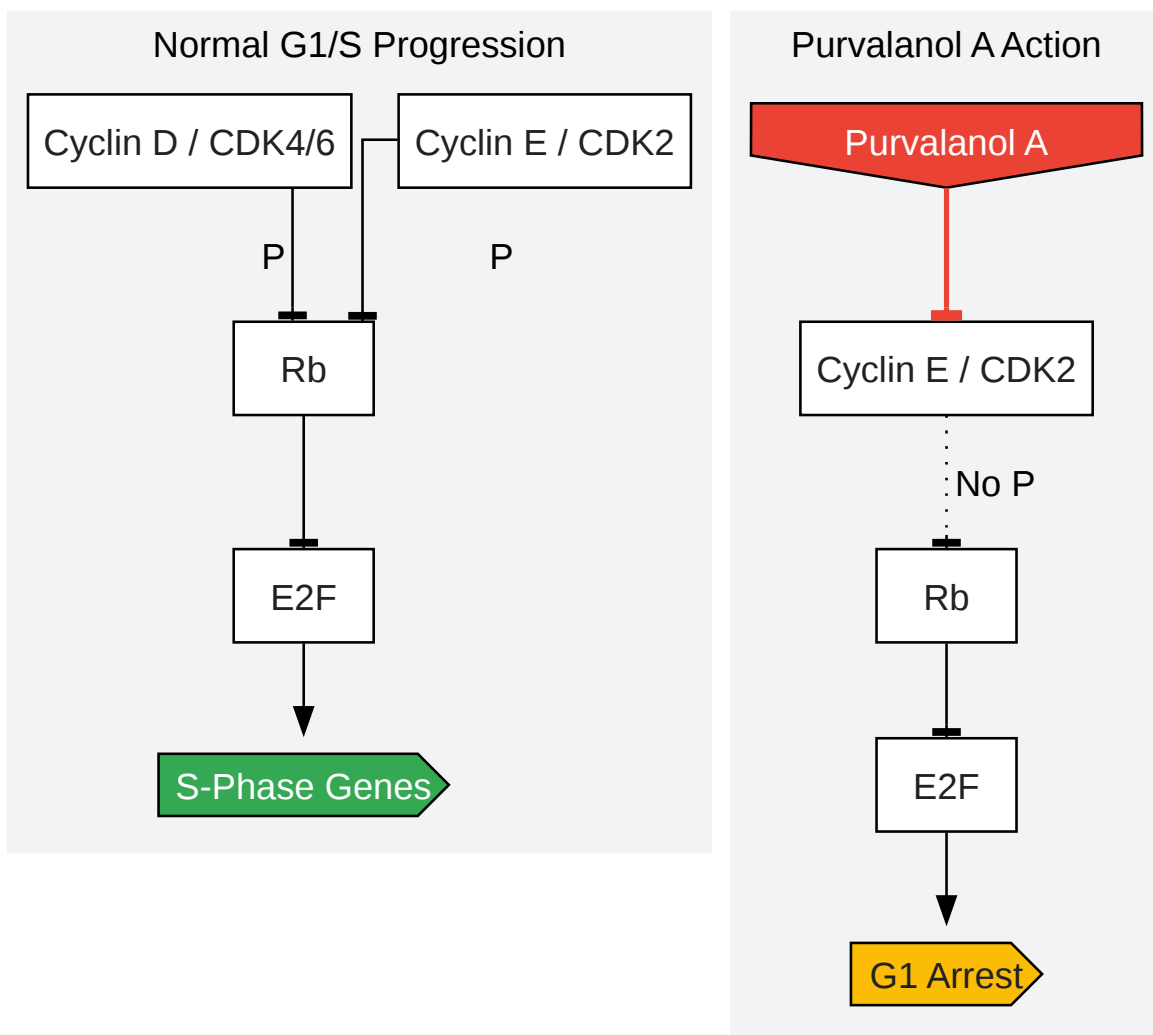 Normal G1/S Progression
Cyclin D / CDK4/6
Cyclin E / CDK2
P
P
Rb
E2F
S-Phase Genes
Purvalanol A Action
Purvalanol A
Cyclin E / CDK2
No P
Rb
E2F
G1 Arrest